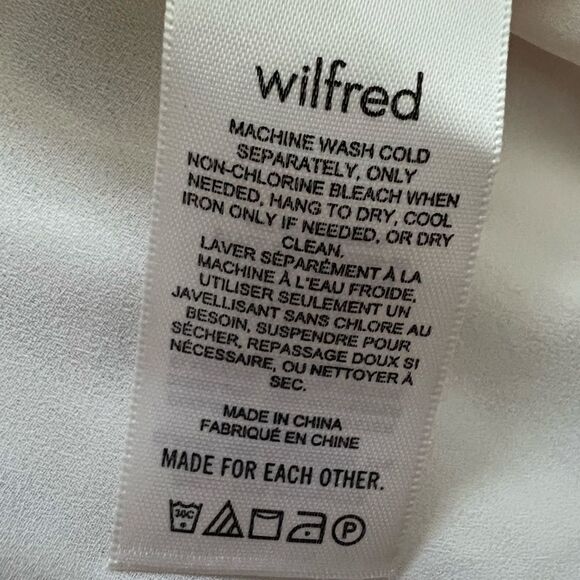 wilfred
MACHINE WASH COLD
SEPARATELY, ONLY
NON-CHLORINE BLEACH WHEN
NEEDED, HANG TO DRY, COOL
IRON ONLY IF NEEDED, OR DRY
CLEAN.
LAVER SÉPARÉMENT À LA
MACHINE À L'EAU FROIDE,
UTILISER SEULEMENT UN
JAVELLISANT SANS CHLORE AU
BESOIN, SUSPENDRE POUR
SÉCHER, REPASSAGE DOUX SI
NÉCESSAIRE, OU NETTOYER À
SEC.
MADE IN CHINA
FABRIQUÉ EN CHINE
MADE FOR EACH OTHER.
30C P